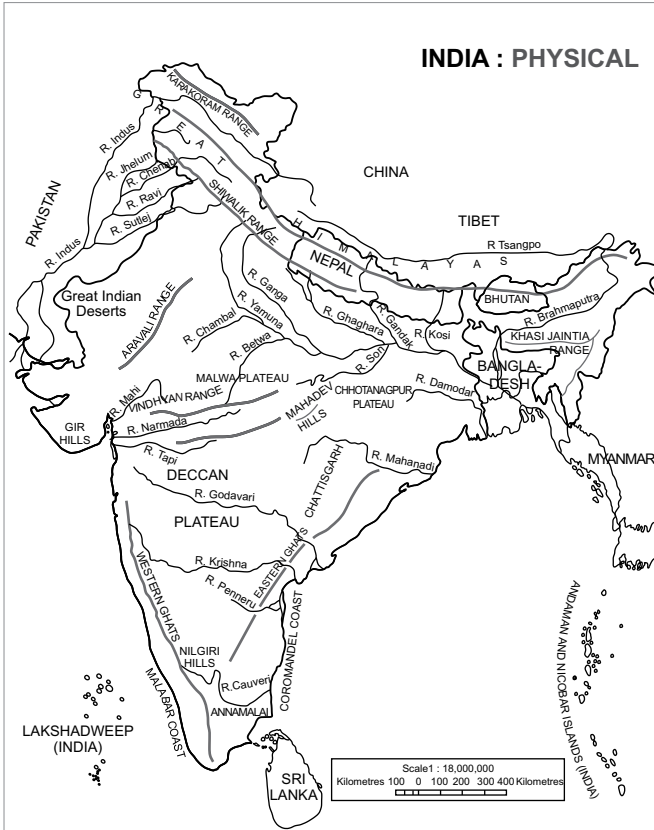 INDIA : PHYSICAL
KARAKORAM RANGE
GREAT
HIMALAYAS
R. Indus
R. Jhelum
R. Chenab
R. Ravi
R. Sutlej
R. Indus
SHIWALIK RANGE
CHINA
TIBET
PAKISTAN
R Tsangpo
NEPAL
BHUTAN
Great Indian
Deserts
ARAVALI RANGE
R. Ganga
R. Yamuna
R. Chambal
R. Betwa
R. Ghaghara
R. Gandak
R. Kosi
R. Brahmaputra
KHASI JAINTIA
RANGE
BANGLA-
DESH
R. Son
R. Mahi
MALWA PLATEAU
VINDHYAN RANGE
MAHADEV
HILLS
CHHOTANAGPUR
PLATEAU
R. Damodar
GIR
HILLS
R. Narmada
R. Tapi
MYANMAR
DECCAN
PLATEAU
CHATTISGARH
R. Mahanadi
R. Godavari
R. Krishna
EASTERN GHATS
R. Penneru
WESTERN GHATS
NILGIRI
HILLS
R.Cauveri
ANNAMALAI
COROMANDEL COAST
MALABAR COAST
LAKSHADWEEP
(INDIA)
ANDAMAN AND NICOBAR ISLANDS (INDIA)
SRI
LANKA
Scale1 : 18,000,000
Kilometres 100 0 100 200 300 400 Kilometres